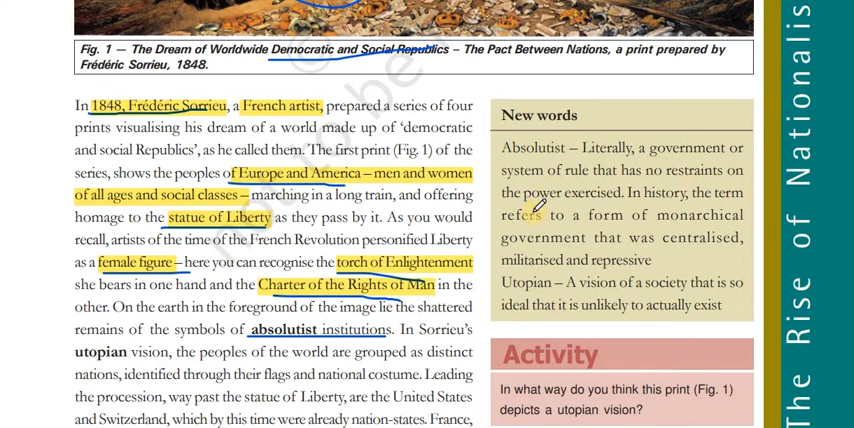 Fig. 1 — The Dream of Worldwide Democratic and Social Republics – The Pact Between Nations, a print prepared by
Frédéric Sorrieu, 1848.
In 1848, Frédéric Sorrieu, a French artist, prepared a series of four
prints visualising his dream of a world made up of ‘democratic
and social Republics’, as he called them. The first print (Fig. 1) of the
series, shows the peoples of Europe and America – men and women
of all ages and social classes – marching in a long train, and offering
homage to the statue of Liberty as they pass by it. As you would
recall, artists of the time of the French Revolution personified Liberty
as a female figure – here you can recognise the torch of Enlightenment
she bears in one hand and the Charter of the Rights of Man in the
other. On the earth in the foreground of the image lie the shattered
remains of the symbols of absolutist institutions. In Sorrieu’s
utopian vision, the peoples of the world are grouped as distinct
nations, identified through their flags and national costume. Leading
the procession, way past the statue of Liberty, are the United States
and Switzerland, which by this time were already nation-states. France,
New words
Absolutist – Literally, a government or
system of rule that has no restraints on
the power exercised. In history, the term
refers to a form of monarchical
government that was centralised,
militarised and repressive
Utopian – A vision of a society that is so
ideal that it is unlikely to actually exist
Activity
In what way do you think this print (Fig. 1)
depicts a utopian vision?
The Rise of Nationalis
not to be